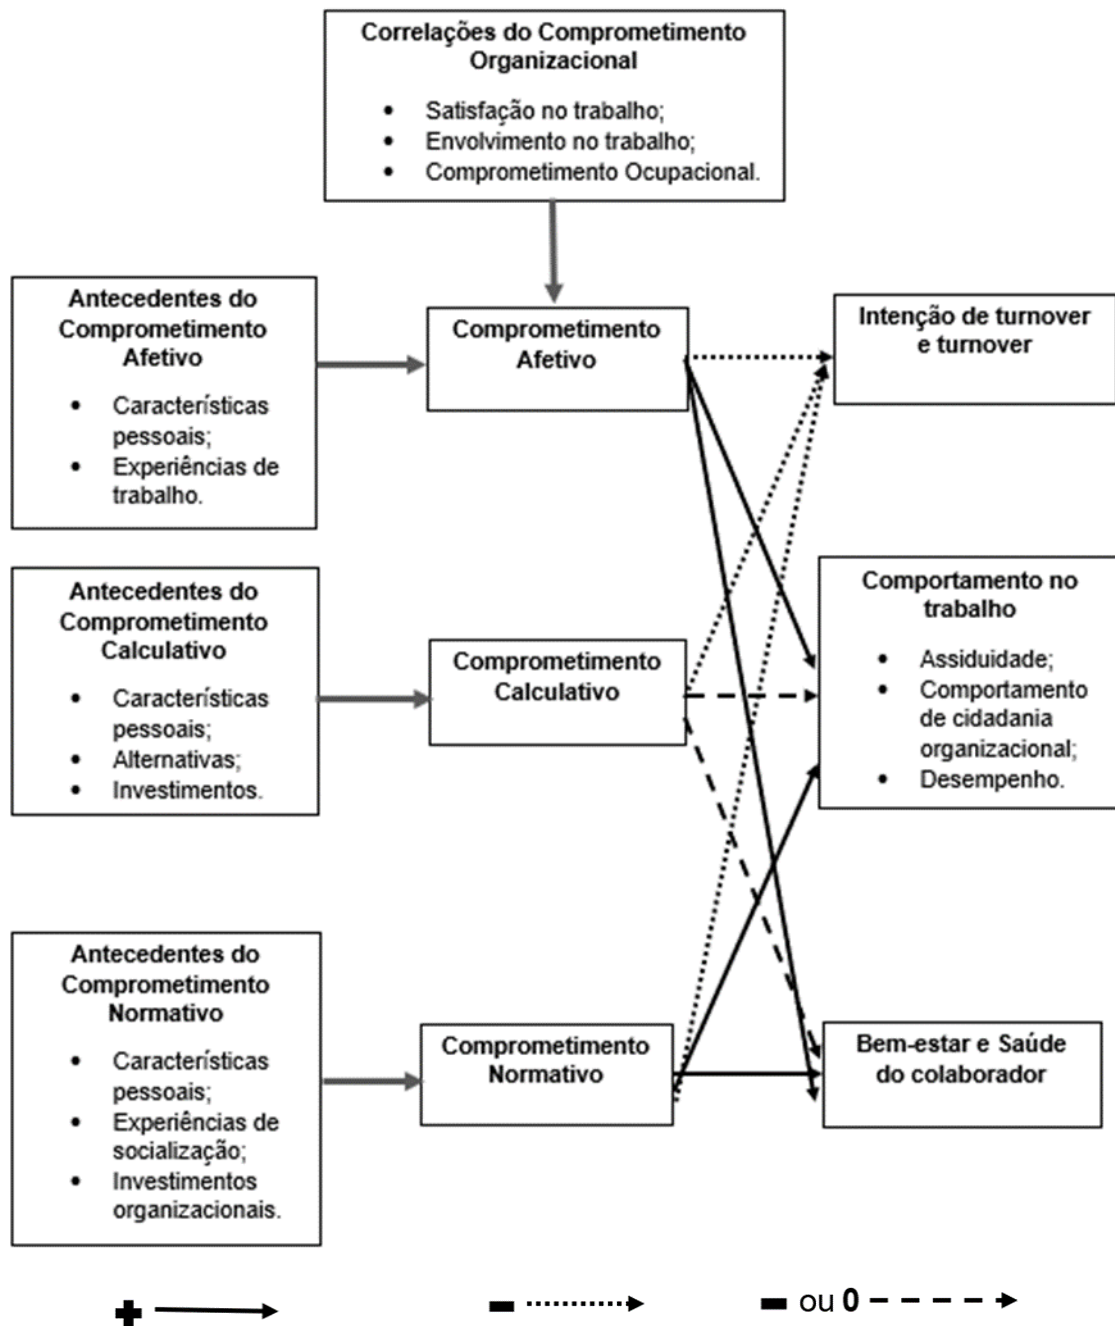 Correlações do Comprometimento
Organizacional
• Satisfação no trabalho;
• Envolvimento no trabalho;
• Comprometimento Ocupacional.
Antecedentes do
Comprometimento
Afetivo
• Características
pessoais;
• Experiências de
trabalho.
Comprometimento
Afetivo
Intenção de turnover
e turnover
Antecedentes do
Comprometimento
Calculativo
• Características
pessoais;
• Alternativas;
• Investimentos.
Comprometimento
Calculativo
Comportamento no
trabalho
• Assiduidade;
• Comportamento
de cidadania
organizacional;
• Desempenho.
Antecedentes do
Comprometimento
Normativo
• Características
pessoais;
• Experiências de
socialização;
• Investimentos
organizacionais.
Comprometimento
Normativo
Bem-estar e Saúde
do colaborador
+
-
- ou 0